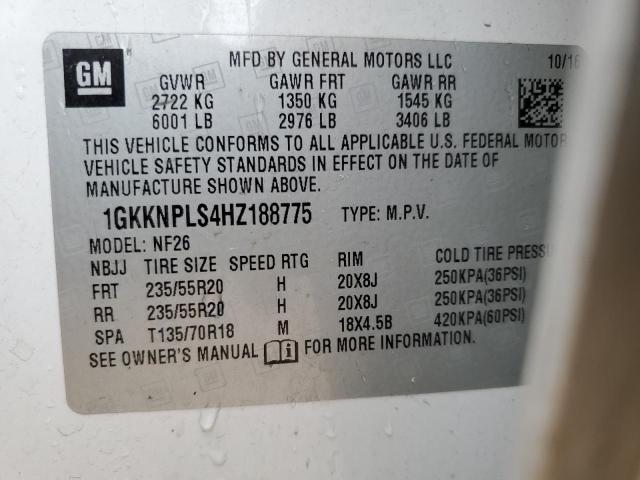 GM
MFD BY GENERAL MOTORS LLC 10/16
GVWR GAWR FRT GAWR RR
2722 KG 1350 KG 1545 KG
6001 LB 2976 LB 3406 LB
THIS VEHICLE CONFORMS TO ALL APPLICABLE U.S. FEDERAL MOTOR
VEHICLE SAFETY STANDARDS IN EFFECT ON THE DATE OF
MANUFACTURE SHOWN ABOVE.
1GKKNPLS4HZ188775 TYPE: M.P.V.
MODEL: NF26
NBJJ TIRE SIZE SPEED RTG RIM COLD TIRE PRESSU
FRT 235/55R20 H 20X8J 250KPA(36PSI)
RR 235/55R20 H 20X8J 250KPA(36PSI)
SPA T135/70R18 M 18X4.5B 420KPA(60PSI)
SEE OWNER'S MANUAL FOR MORE INFORMATION.